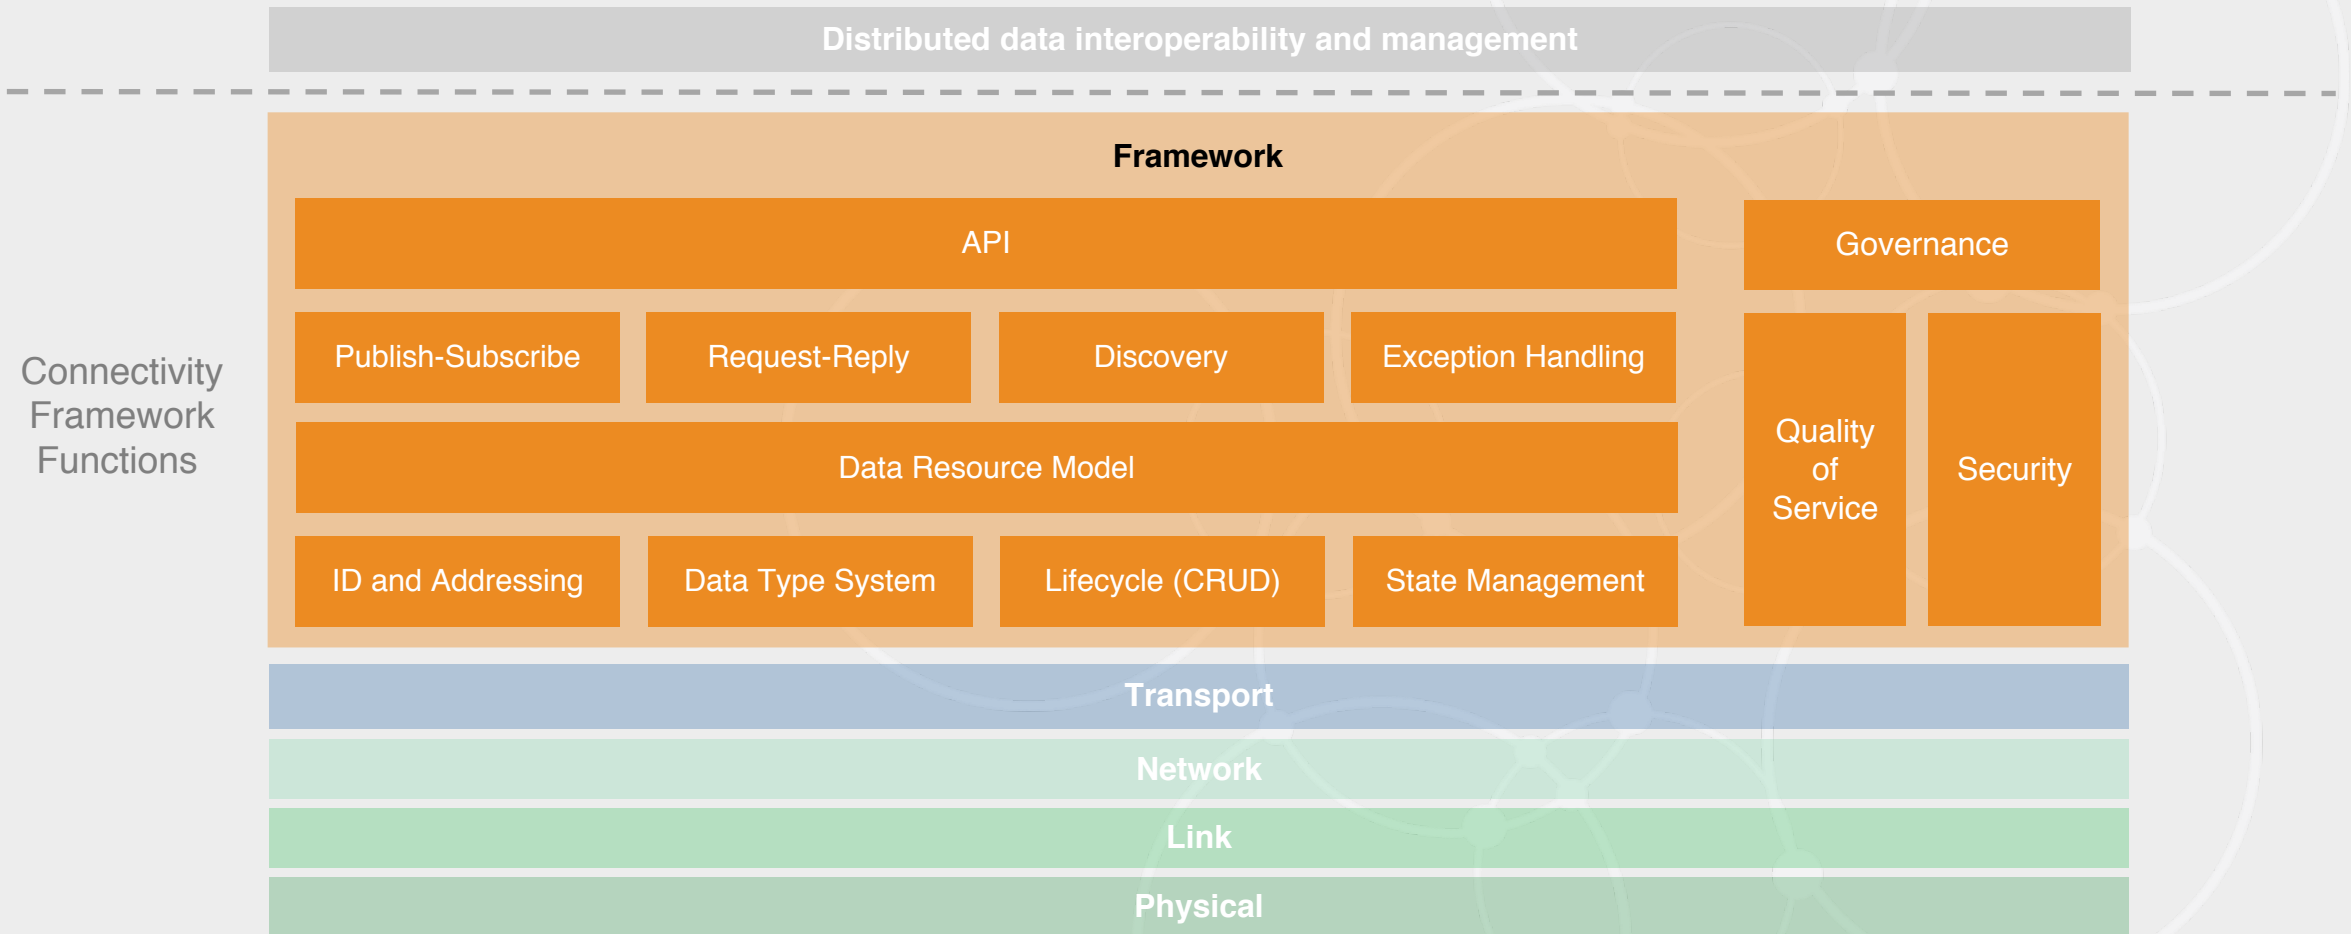 Distributed data interoperability and management
Connectivity
Framework
Functions
Framework
API
Governance
Publish-Subscribe
Request-Reply
Discovery
Exception Handling
Data Resource Model
Quality
of
Service
Security
ID and Addressing
Data Type System
Lifecycle (CRUD)
State Management
Transport
Network
Link
Physical